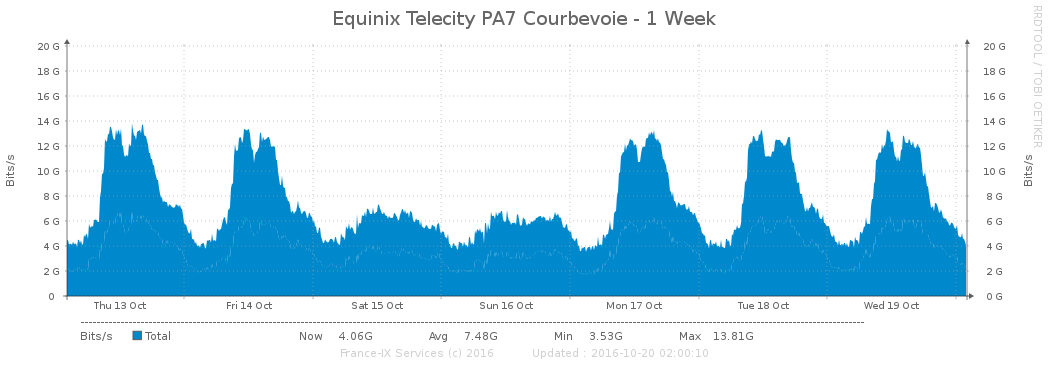 Equinix Telecity PA7 Courbevoie - 1 Week
RRDTOOL / TOBI OETIKER
Bits/s
20 G
18 G
16 G
14 G
12 G
10 G
8 G
6 G
4 G
2 G
0
20 G
18 G
16 G
14 G
12 G
10 G
8 G
6 G
4 G
2 G
0 G
Bits/s
Thu 13 Oct Fri 14 Oct Sat 15 Oct Sun 16 Oct Mon 17 Oct Tue 18 Oct Wed 19 Oct
Bits/s Total Now 4.06G Avg 7.48G Min 3.53G Max 13.81G
France-IX Services (c) 2016 Updated : 2016-10-20 02:00:10